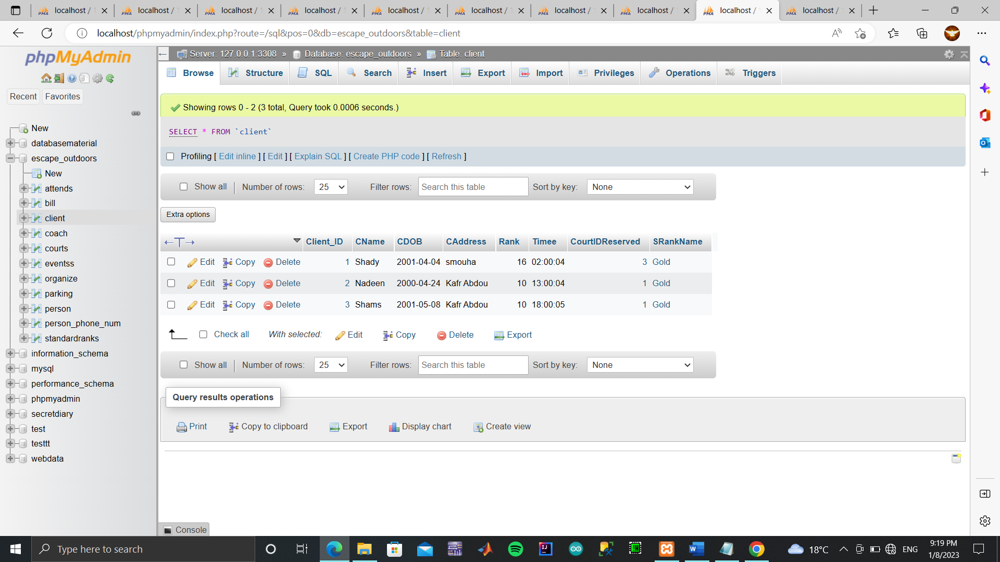 localhost / localhost / localhost / localhost / localhost / localhost / localhost / localhost / localhost / localhost /
localhost/phpmyadmin/index.php?route=/sql&pos=0&db=escape_outdoors&table=client
phpMyAdmin
Recent Favorites
New
databasematerial
escape_outdoors
New
attends
bill
client
coach
courts
eventss
organize
parking
person
person_phone_num
standardranks
information_schema
mysql
performance_schema
phpmyadmin
secretdiary
test
testtt
webdata
Server: 127.0.0.1:3308 » Database: escape_outdoors » Table: client
Browse Structure SQL Search Insert Export Import Privileges Operations Triggers
Showing rows 0 - 2 (3 total, Query took 0.0006 seconds.)
SELECT * FROM `client`
Profiling [ Edit inline ] [ Edit ] [ Explain SQL ] [ Create PHP code ] [ Refresh ]
Show all Number of rows: 25 Filter rows: Search this table Sort by key: None
Extra options
Client_ID CName CDOB CAddress Rank Timee CourtIDReserved SRankName
Edit Copy Delete 1 Shady 2001-04-04 smouha 16 02:00:04 3 Gold
Edit Copy Delete 2 Nadeen 2000-04-24 Kafr Abdou 10 13:00:04 1 Gold
Edit Copy Delete 3 Shams 2001-05-08 Kafr Abdou 10 18:00:05 1 Gold
Check all With selected: Edit Copy Delete Export
Show all Number of rows: 25 Filter rows: Search this table Sort by key: None
Query results operations
Print Copy to clipboard Export Display chart Create view
Console
Type here to search
18°C ENG
9:19 PM
1/8/2023